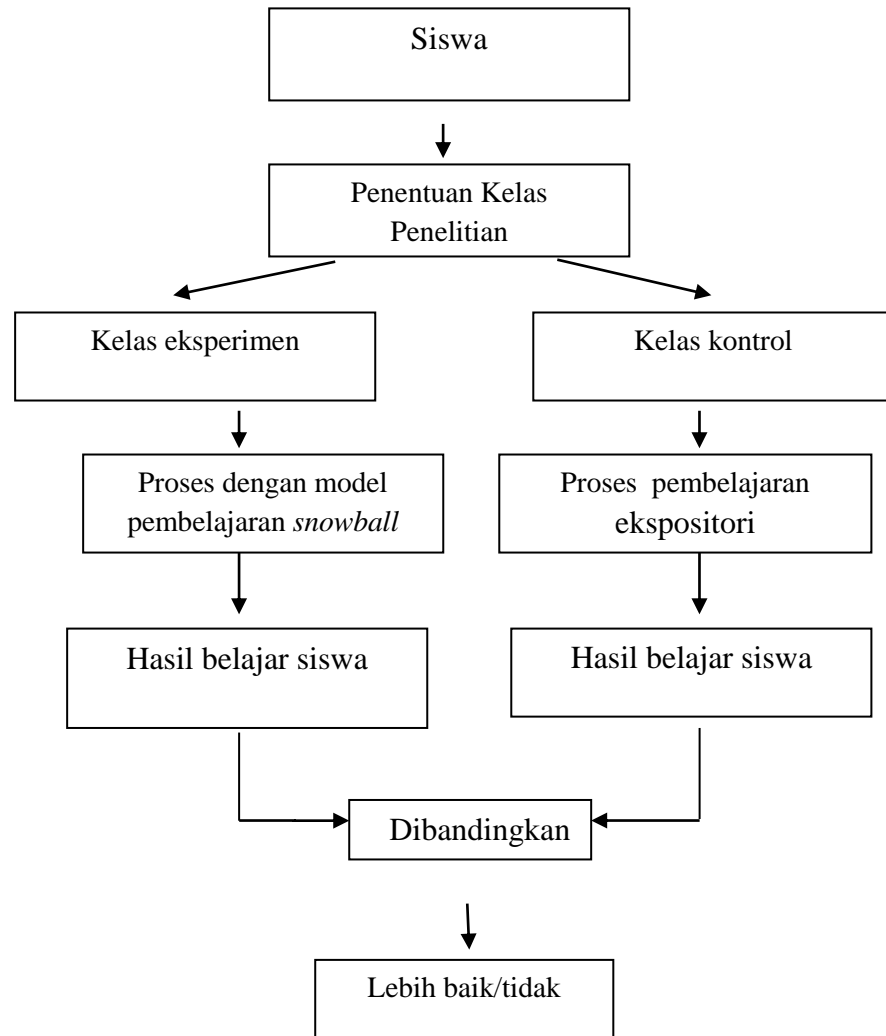 Siswa
Penentuan Kelas
Penelitian
Kelas eksperimen
Kelas kontrol
Proses dengan model
pembelajaran snowball
Proses pembelajaran
ekspositori
Hasil belajar siswa
Hasil belajar siswa
Dibandingkan
Lebih baik/tidak